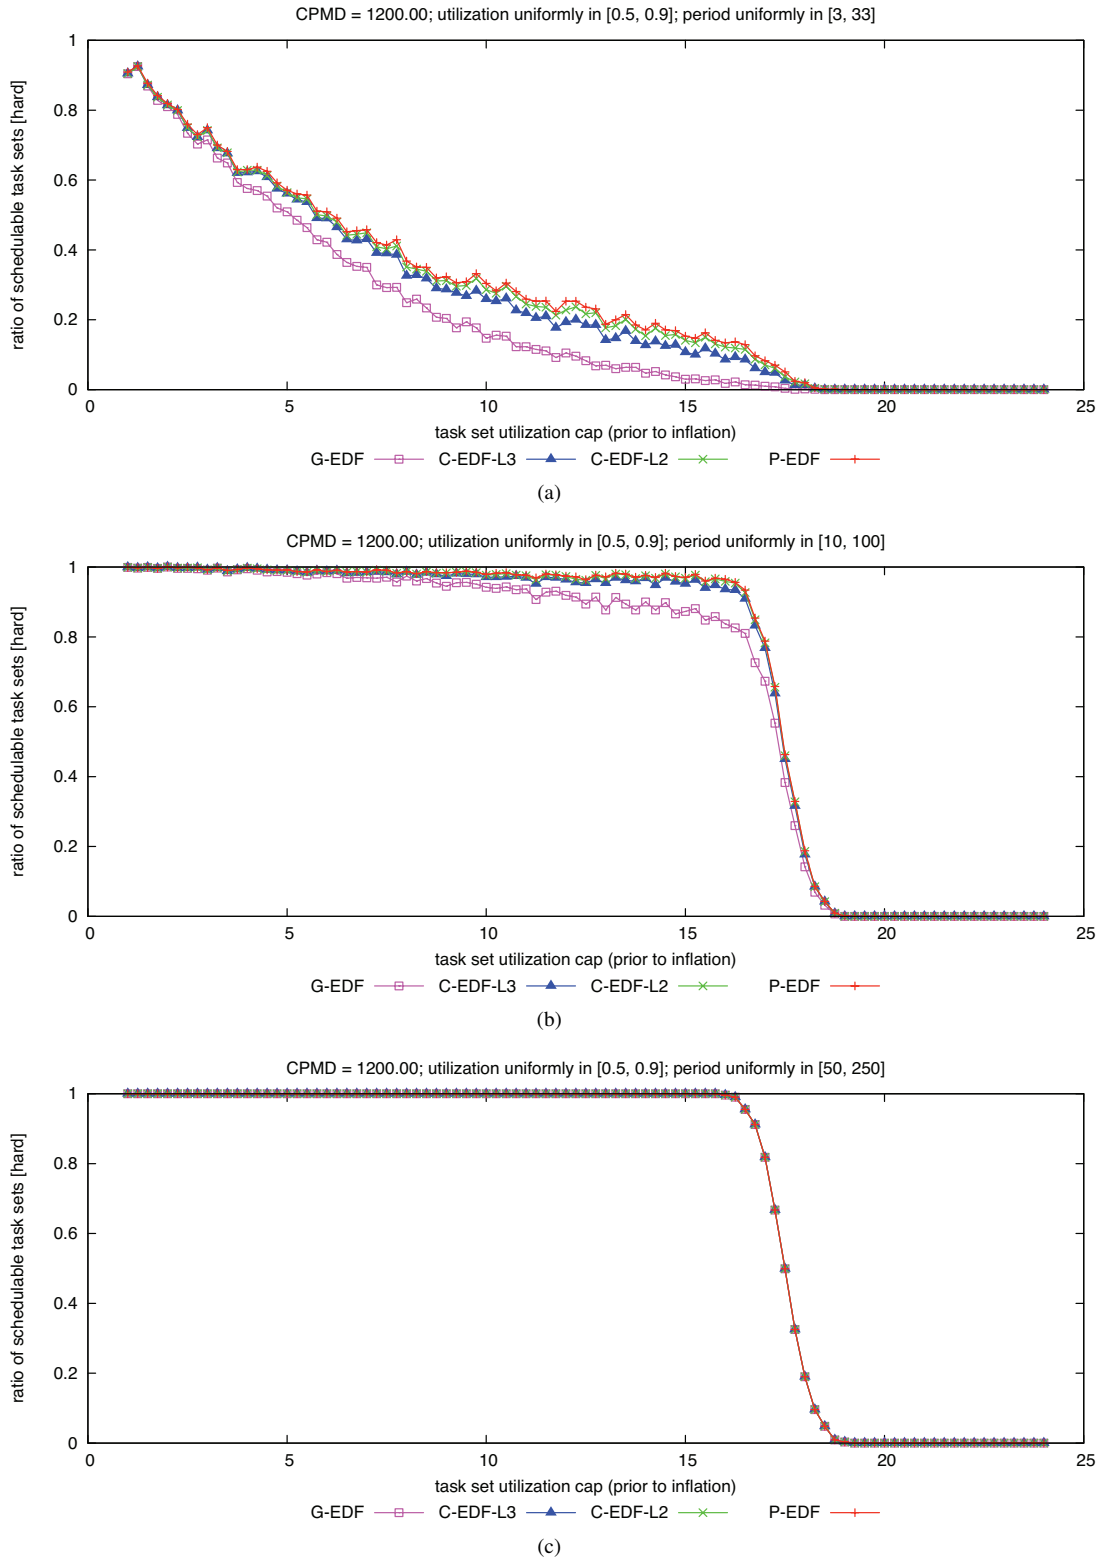 CPMD = 1200.00; utilization uniformly in [0.5, 0.9]; period uniformly in [3, 33]
1
0.8
0.6
0.4
0.2
0
ratio of schedulable task sets [hard]
0 5 10 15 20 25
task set utilization cap (prior to inflation)
G-EDF C-EDF-L3 C-EDF-L2 P-EDF
(a)
CPMD = 1200.00; utilization uniformly in [0.5, 0.9]; period uniformly in [10, 100]
1
0.8
0.6
0.4
0.2
0
ratio of schedulable task sets [hard]
0 5 10 15 20 25
task set utilization cap (prior to inflation)
G-EDF C-EDF-L3 C-EDF-L2 P-EDF
(b)
CPMD = 1200.00; utilization uniformly in [0.5, 0.9]; period uniformly in [50, 250]
1
0.8
0.6
0.4
0.2
0
ratio of schedulable task sets [hard]
0 5 10 15 20 25
task set utilization cap (prior to inflation)
G-EDF C-EDF-L3 C-EDF-L2 P-EDF
(c)